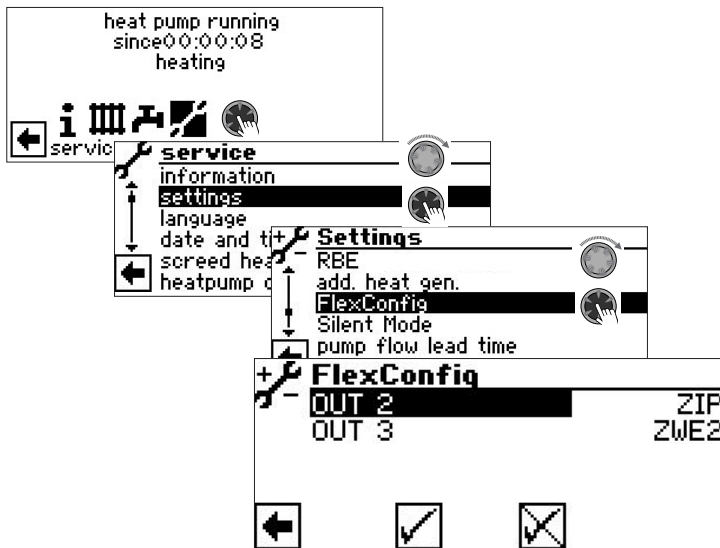 heat pump running
since00:00:08
heating
i
servic
service
information
settings
language
date and ti
screed hea
heatpump c
Settings
RBE
add. heat gen.
FlexConfig
Silent Mode
pump flow lead time
FlexConfig
OUT 2 ZIP
OUT 3 ZWE2